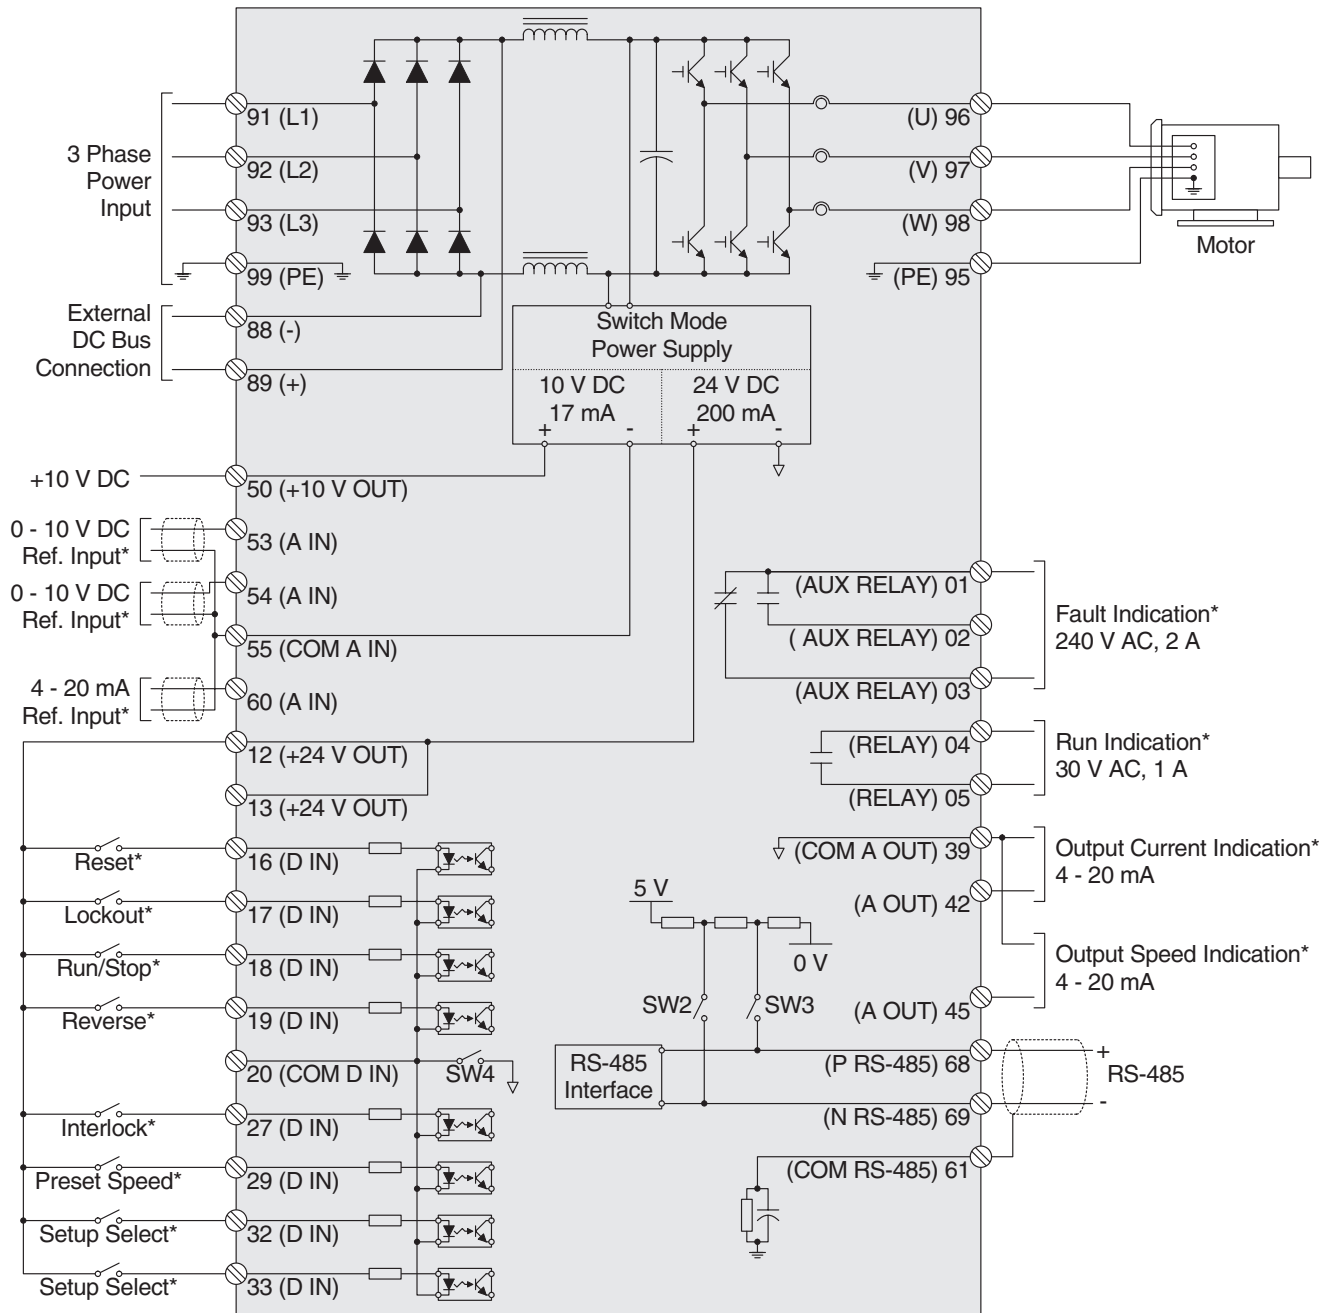 91 (L1)
3 Phase
Power
Input
92 (L2)
93 (L3)
99 (PE)
External
DC Bus
Connection
88 (-)
89 (+)
(U) 96
(V) 97
(W) 98
(PE) 95
Motor
Switch Mode
Power Supply
10 V DC
17 mA
+ -
24 V DC
200 mA
+ -
+10 V DC
50 (+10 V OUT)
0 - 10 V DC
Ref. Input*
53 (A IN)
0 - 10 V DC
Ref. Input*
54 (A IN)
55 (COM A IN)
4 - 20 mA
Ref. Input*
60 (A IN)
12 (+24 V OUT)
13 (+24 V OUT)
Reset*
16 (D IN)
Lockout*
17 (D IN)
Run/Stop*
18 (D IN)
Reverse*
19 (D IN)
20 (COM D IN)
SW4
Interlock*
27 (D IN)
Preset Speed*
29 (D IN)
Setup Select*
32 (D IN)
Setup Select*
33 (D IN)
(AUX RELAY) 01
( AUX RELAY) 02
(AUX RELAY) 03
Fault Indication*
240 V AC, 2 A
(RELAY) 04
(RELAY) 05
Run Indication*
30 V AC, 1 A
(COM A OUT) 39
(A OUT) 42
Output Current Indication*
4 - 20 mA
(A OUT) 45
Output Speed Indication*
4 - 20 mA
5 V
0 V
SW2
SW3
RS-485
Interface
(P RS-485) 68
(N RS-485) 69
(COM RS-485) 61
+
RS-485
-